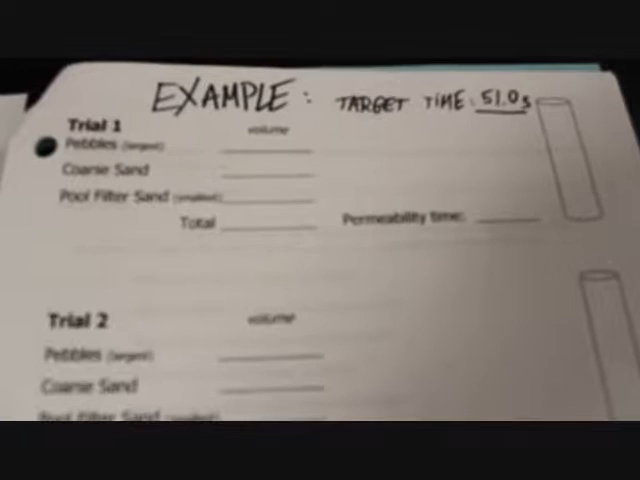 EXAMPLE: TARGET TIME: 51.0s
Trial 1 volume
Pebbles (largest)
Coarse Sand
Pool Filter Sand (smallest)
Total Permeability time:
Trial 2 volume
Pebbles (largest)
Coarse Sand
Pool Filter Sand (smallest)